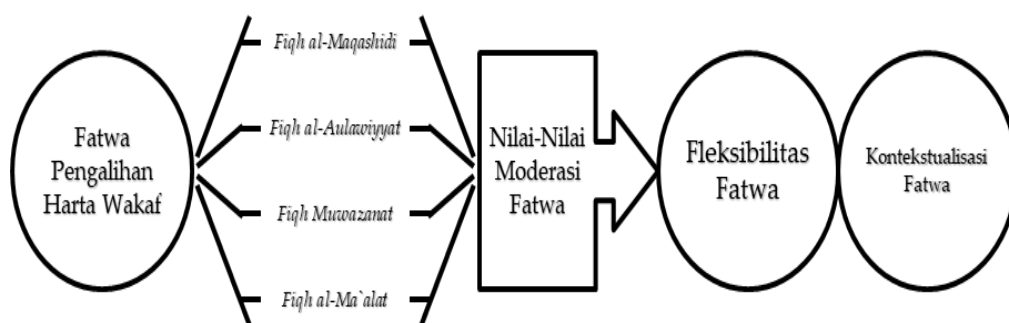 Fatwa
Pengalihan
Harta Wakaf
Fiqh al-Maqashidi
Fiqh al-Aulawiyyat
Fiqh Muwazanat
Fiqh al-Ma`alat
Nilai-Nilai
Moderasi
Fatwa
Fleksibilitas
Fatwa
Kontekstualisasi
Fatwa